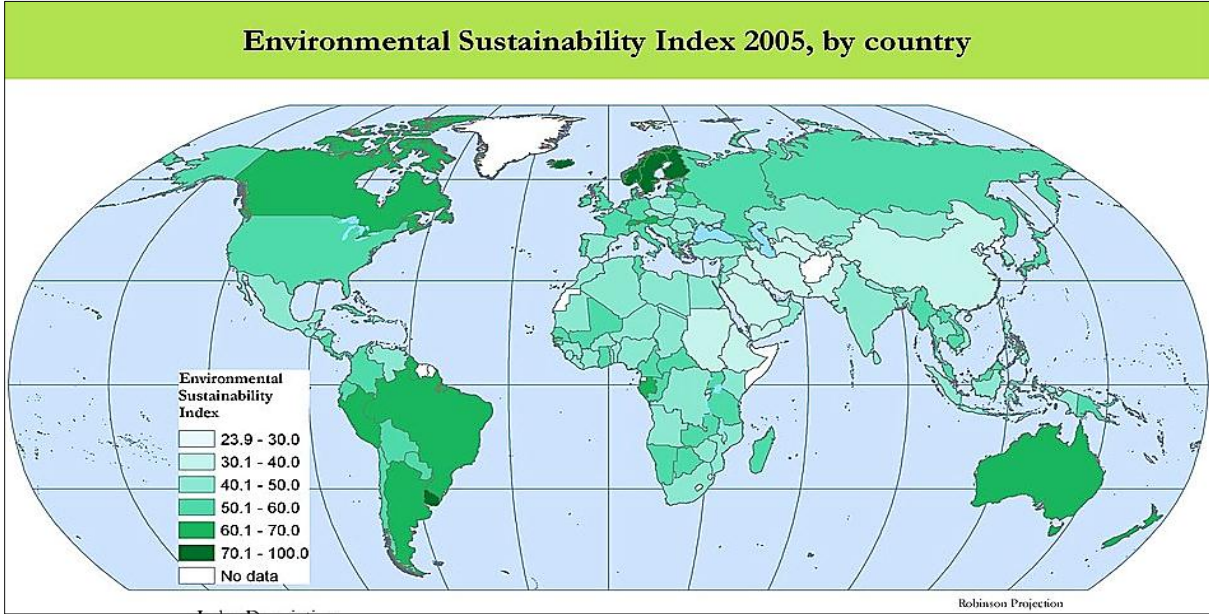 Environmental Sustainability Index 2005, by country
Environmental
Sustainability
Index
23.9 - 30.0
30.1 - 40.0
40.1 - 50.0
50.1 - 60.0
60.1 - 70.0
70.1 - 100.0
No data
Robinson Projection